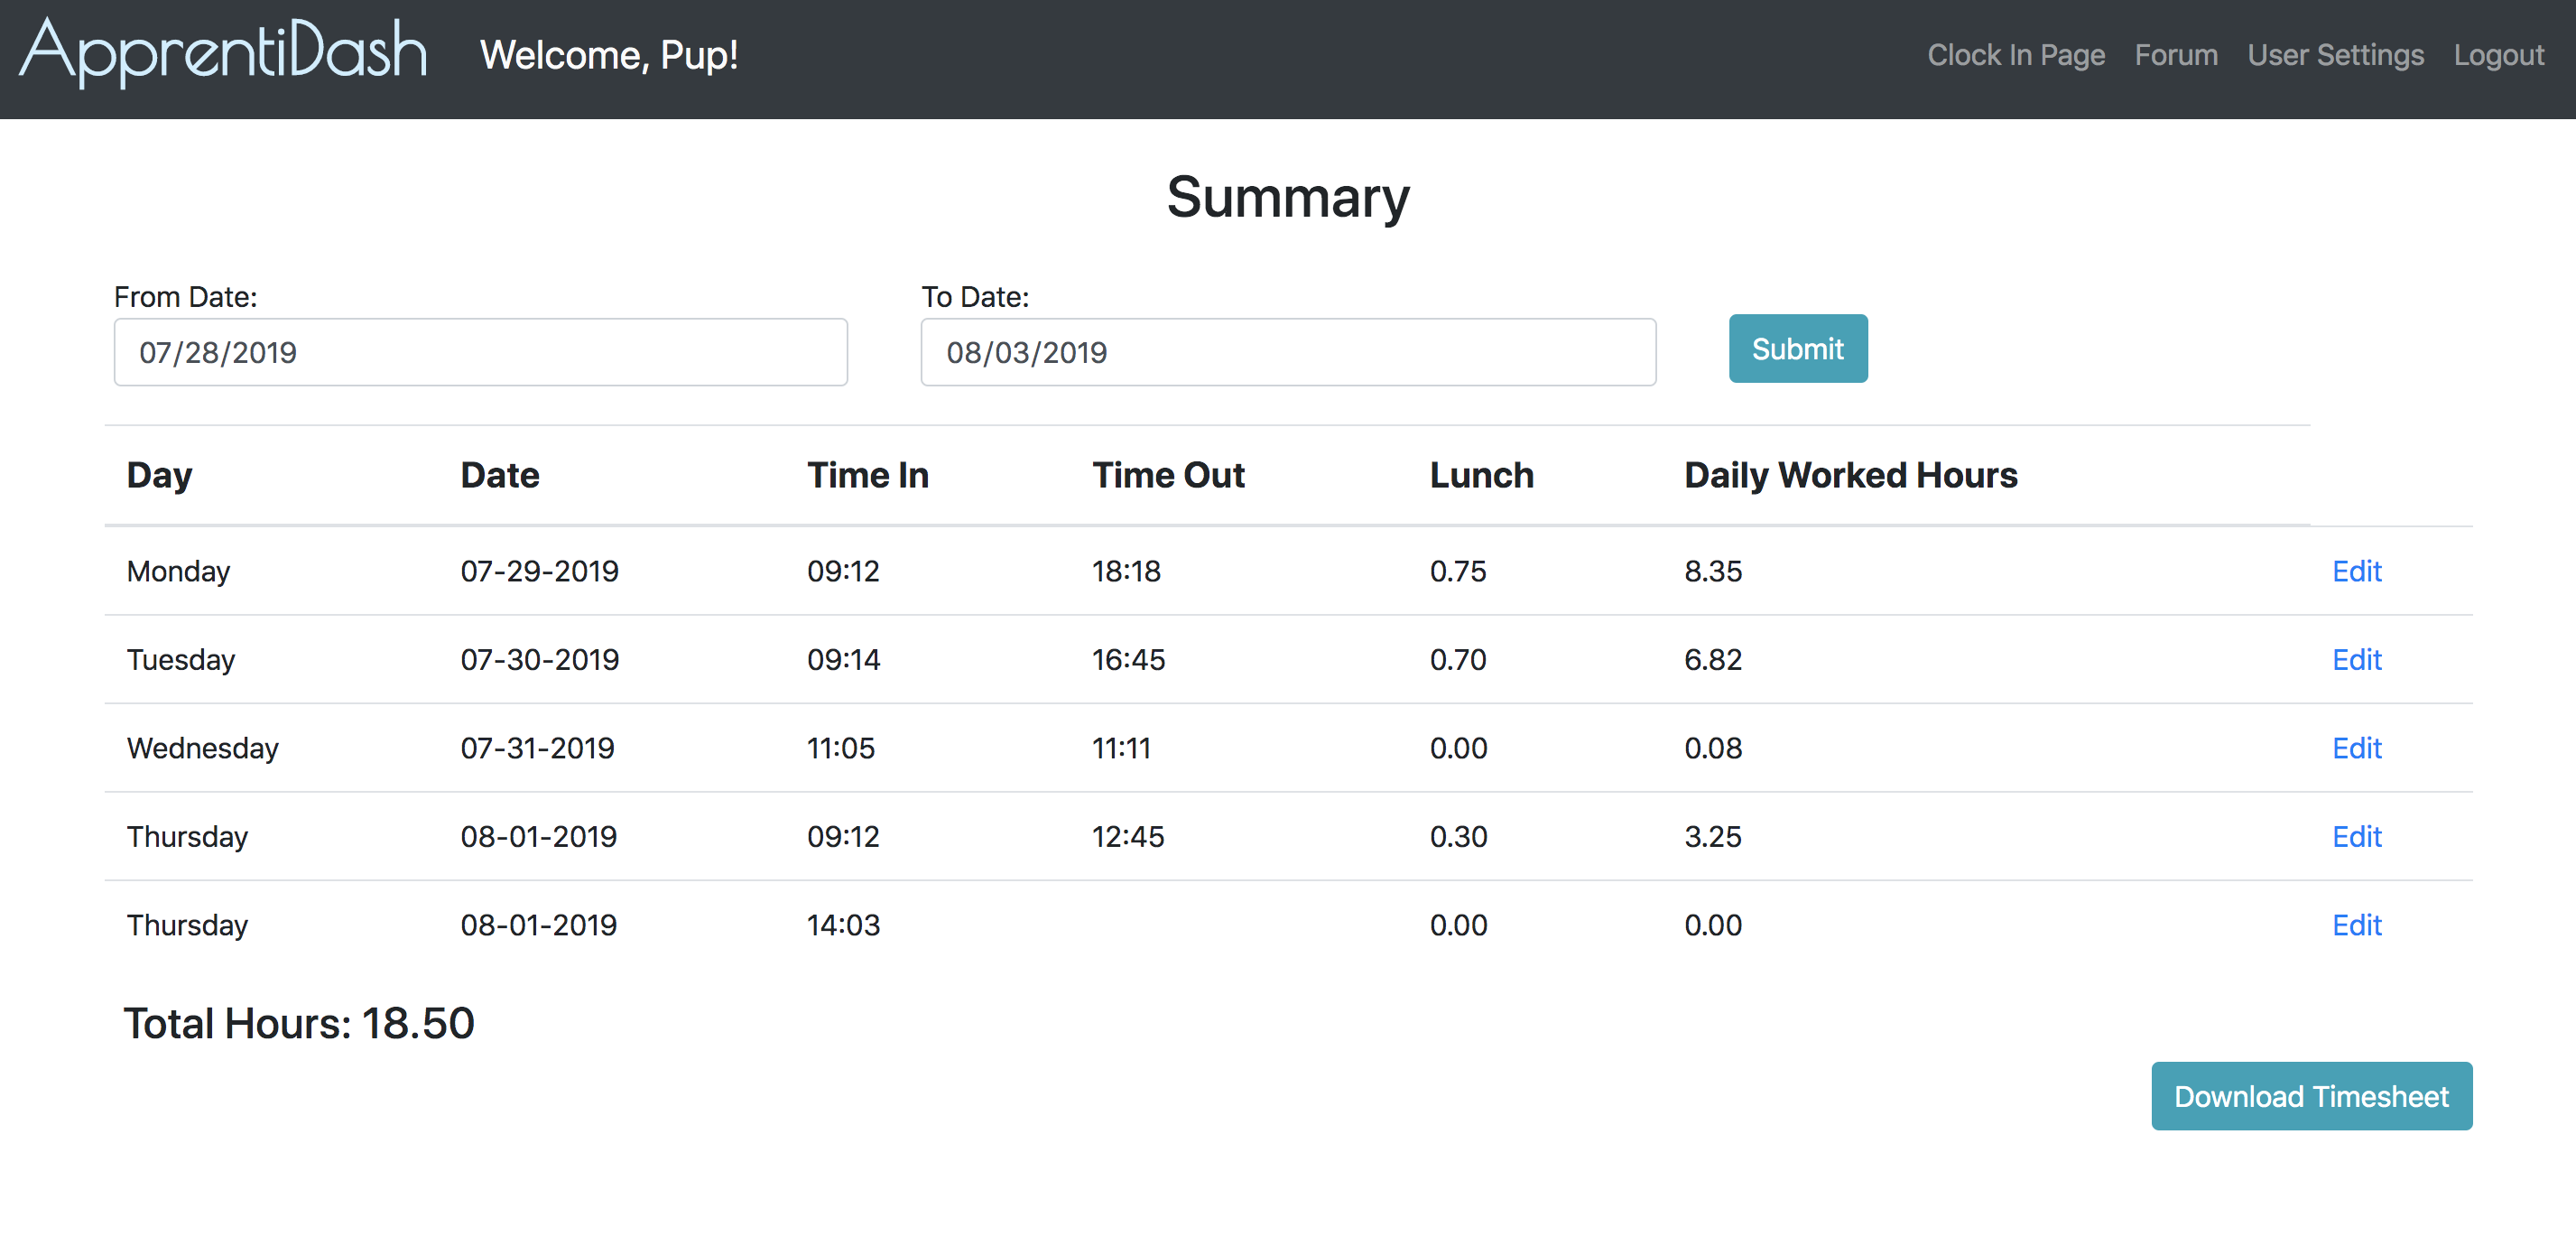 ApprentiDash Welcome, Pup! Clock In Page Forum User Settings Logout
Summary
From Date: To Date:
07/28/2019 08/03/2019 Submit
Day Date Time In Time Out Lunch Daily Worked Hours
Monday 07-29-2019 09:12 18:18 0.75 8.35 Edit
Tuesday 07-30-2019 09:14 16:45 0.70 6.82 Edit
Wednesday 07-31-2019 11:05 11:11 0.00 0.08 Edit
Thursday 08-01-2019 09:12 12:45 0.30 3.25 Edit
Thursday 08-01-2019 14:03 0.00 0.00 Edit
Total Hours: 18.50
Download Timesheet